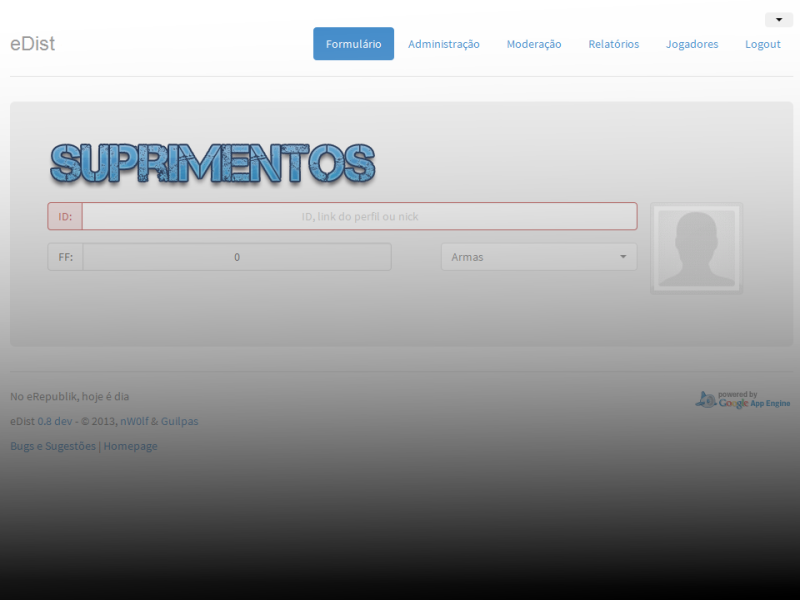 eDist
Formulário Administração Moderação Relatórios Jogadores Logout
SUPRIMENTOS
ID: ID, link do perfil ou nick
FF: 0 Armas
No eRepublik, hoje é dia
powered by
Google App Engine
eDist 0.8 dev - © 2013, nW0lf & Guilpas
Bugs e Sugestões | Homepage